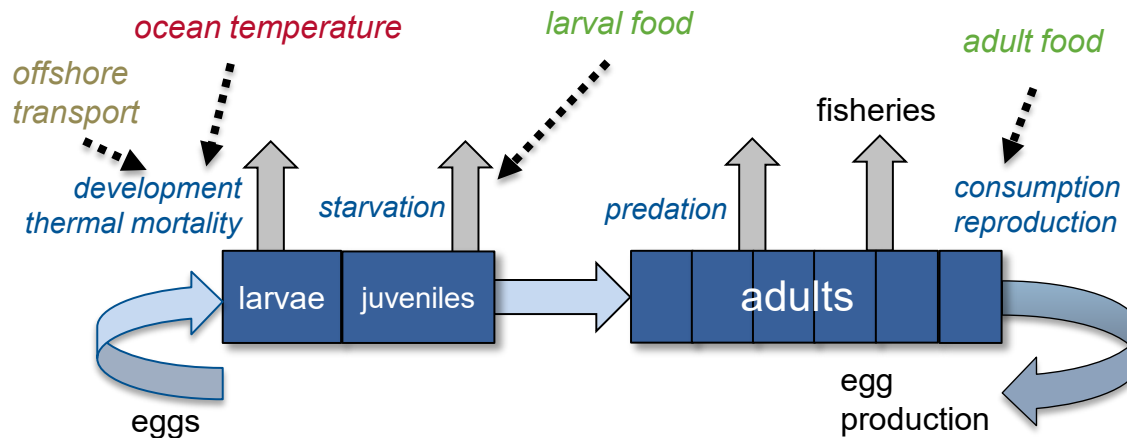 ocean temperature
larval food
adult food
offshore
transport
fisheries
development
thermal mortality
starvation
predation
consumption
reproduction
larvae
juveniles
adults
eggs
egg
production